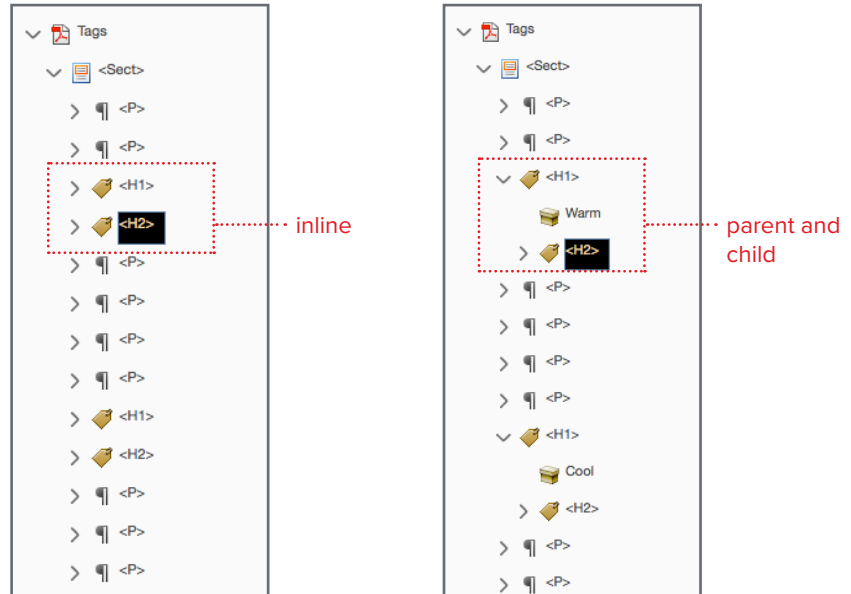 Tags
<Sect>
<P>
<P>
<H1>
<H2>
<P>
<P>
<P>
<P>
<H1>
<H2>
<P>
<P>
<P>
inline
Tags
<Sect>
<P>
<P>
<H1>
Warm
<H2>
<P>
<P>
<P>
<P>
<H1>
Cool
<H2>
<P>
<P>
parent and
child